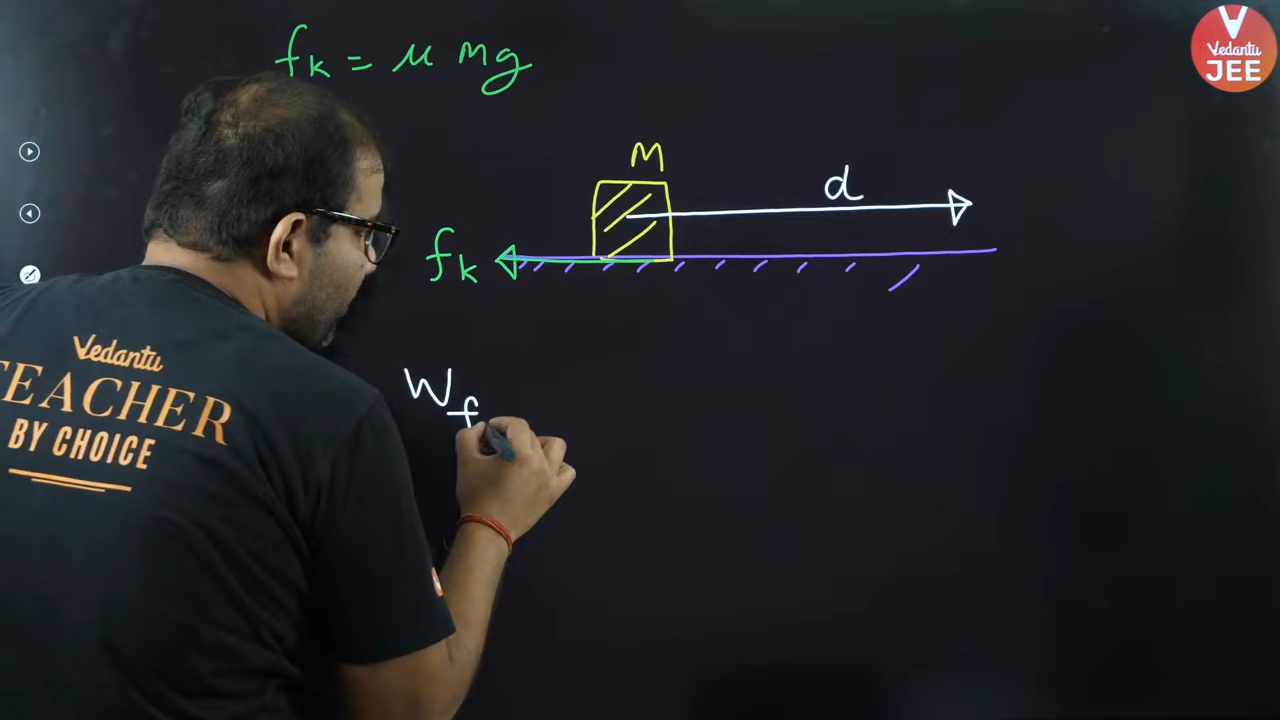 fk = μ mg
Vedantu
JEE
M
d
fk
Wf
Vedantu
TEACHER
BY CHOICE